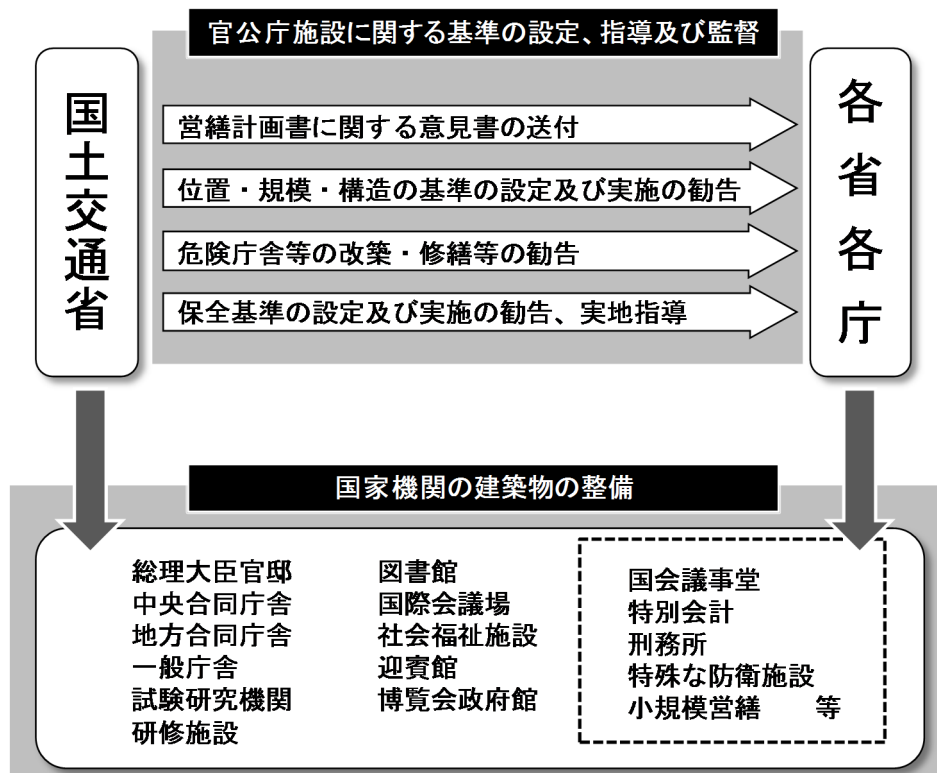 官公庁施設に関する基準の設定、指導及び監督
国土交通省
各省各庁
営繕計画書に関する意見書の送付
位置・規模・構造の基準の設定及び実施の勧告
危険庁舎等の改築・修繕等の勧告
保全基準の設定及び実施の勧告、実地指導
国家機関の建築物の整備
総理大臣官邸
中央合同庁舎
地方合同庁舎
一般庁舎
試験研究機関
研修施設
図書館
国際会議場
社会福祉施設
迎賓館
博覧会政府館
国会議事堂
特別会計
刑務所
特殊な防衛施設
小規模営繕 等